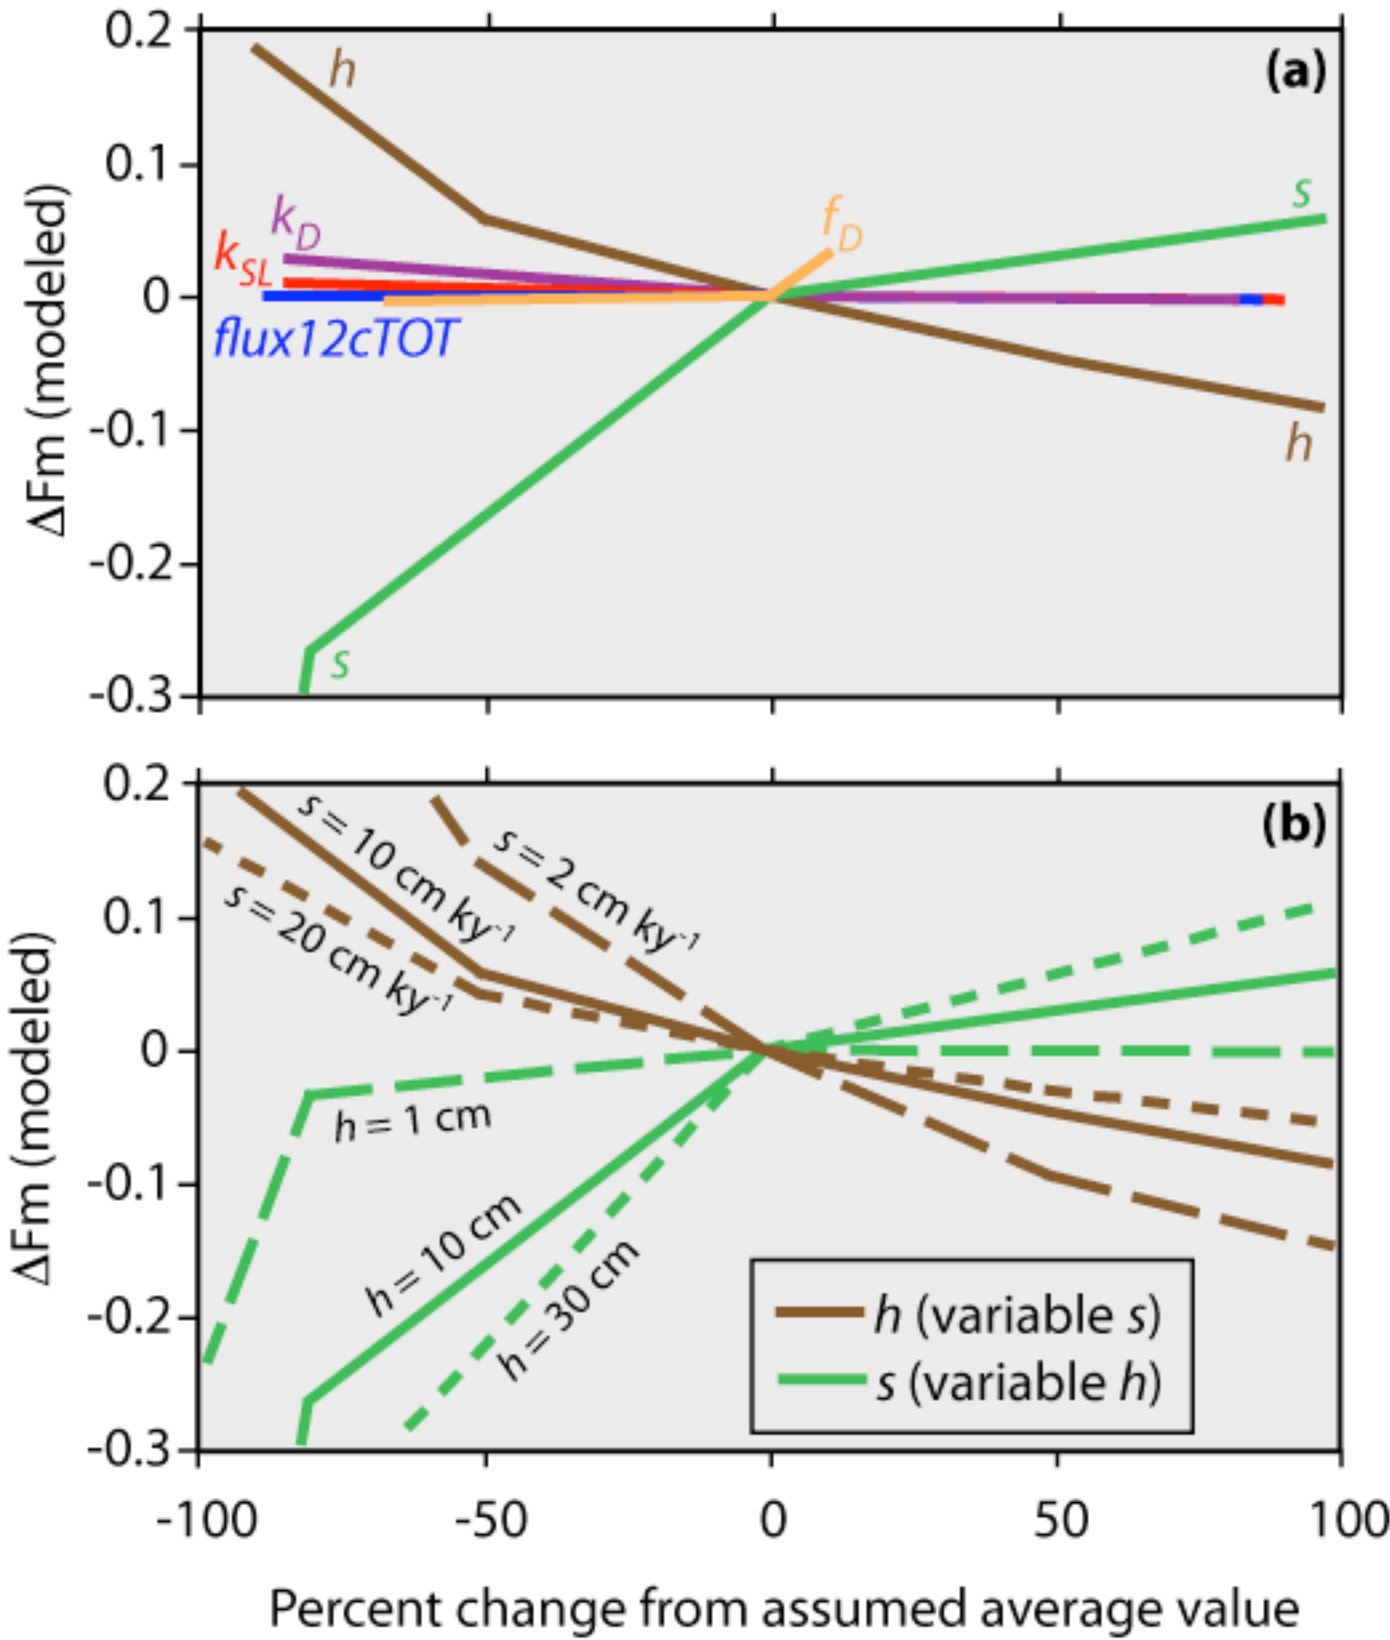 (a)
0.2
0.1
0
-0.1
-0.2
-0.3
ΔFm (modeled)
h
s
k_D
f_D
k_SL
flux12cTOT
h
s
(b)
0.2
0.1
0
-0.1
-0.2
-0.3
ΔFm (modeled)
s = 10 cm ky⁻¹
s = 2 cm ky⁻¹
s = 20 cm ky⁻¹
h = 1 cm
h = 10 cm
h = 30 cm
h (variable s)
s (variable h)
-100 -50 0 50 100
Percent change from assumed average value